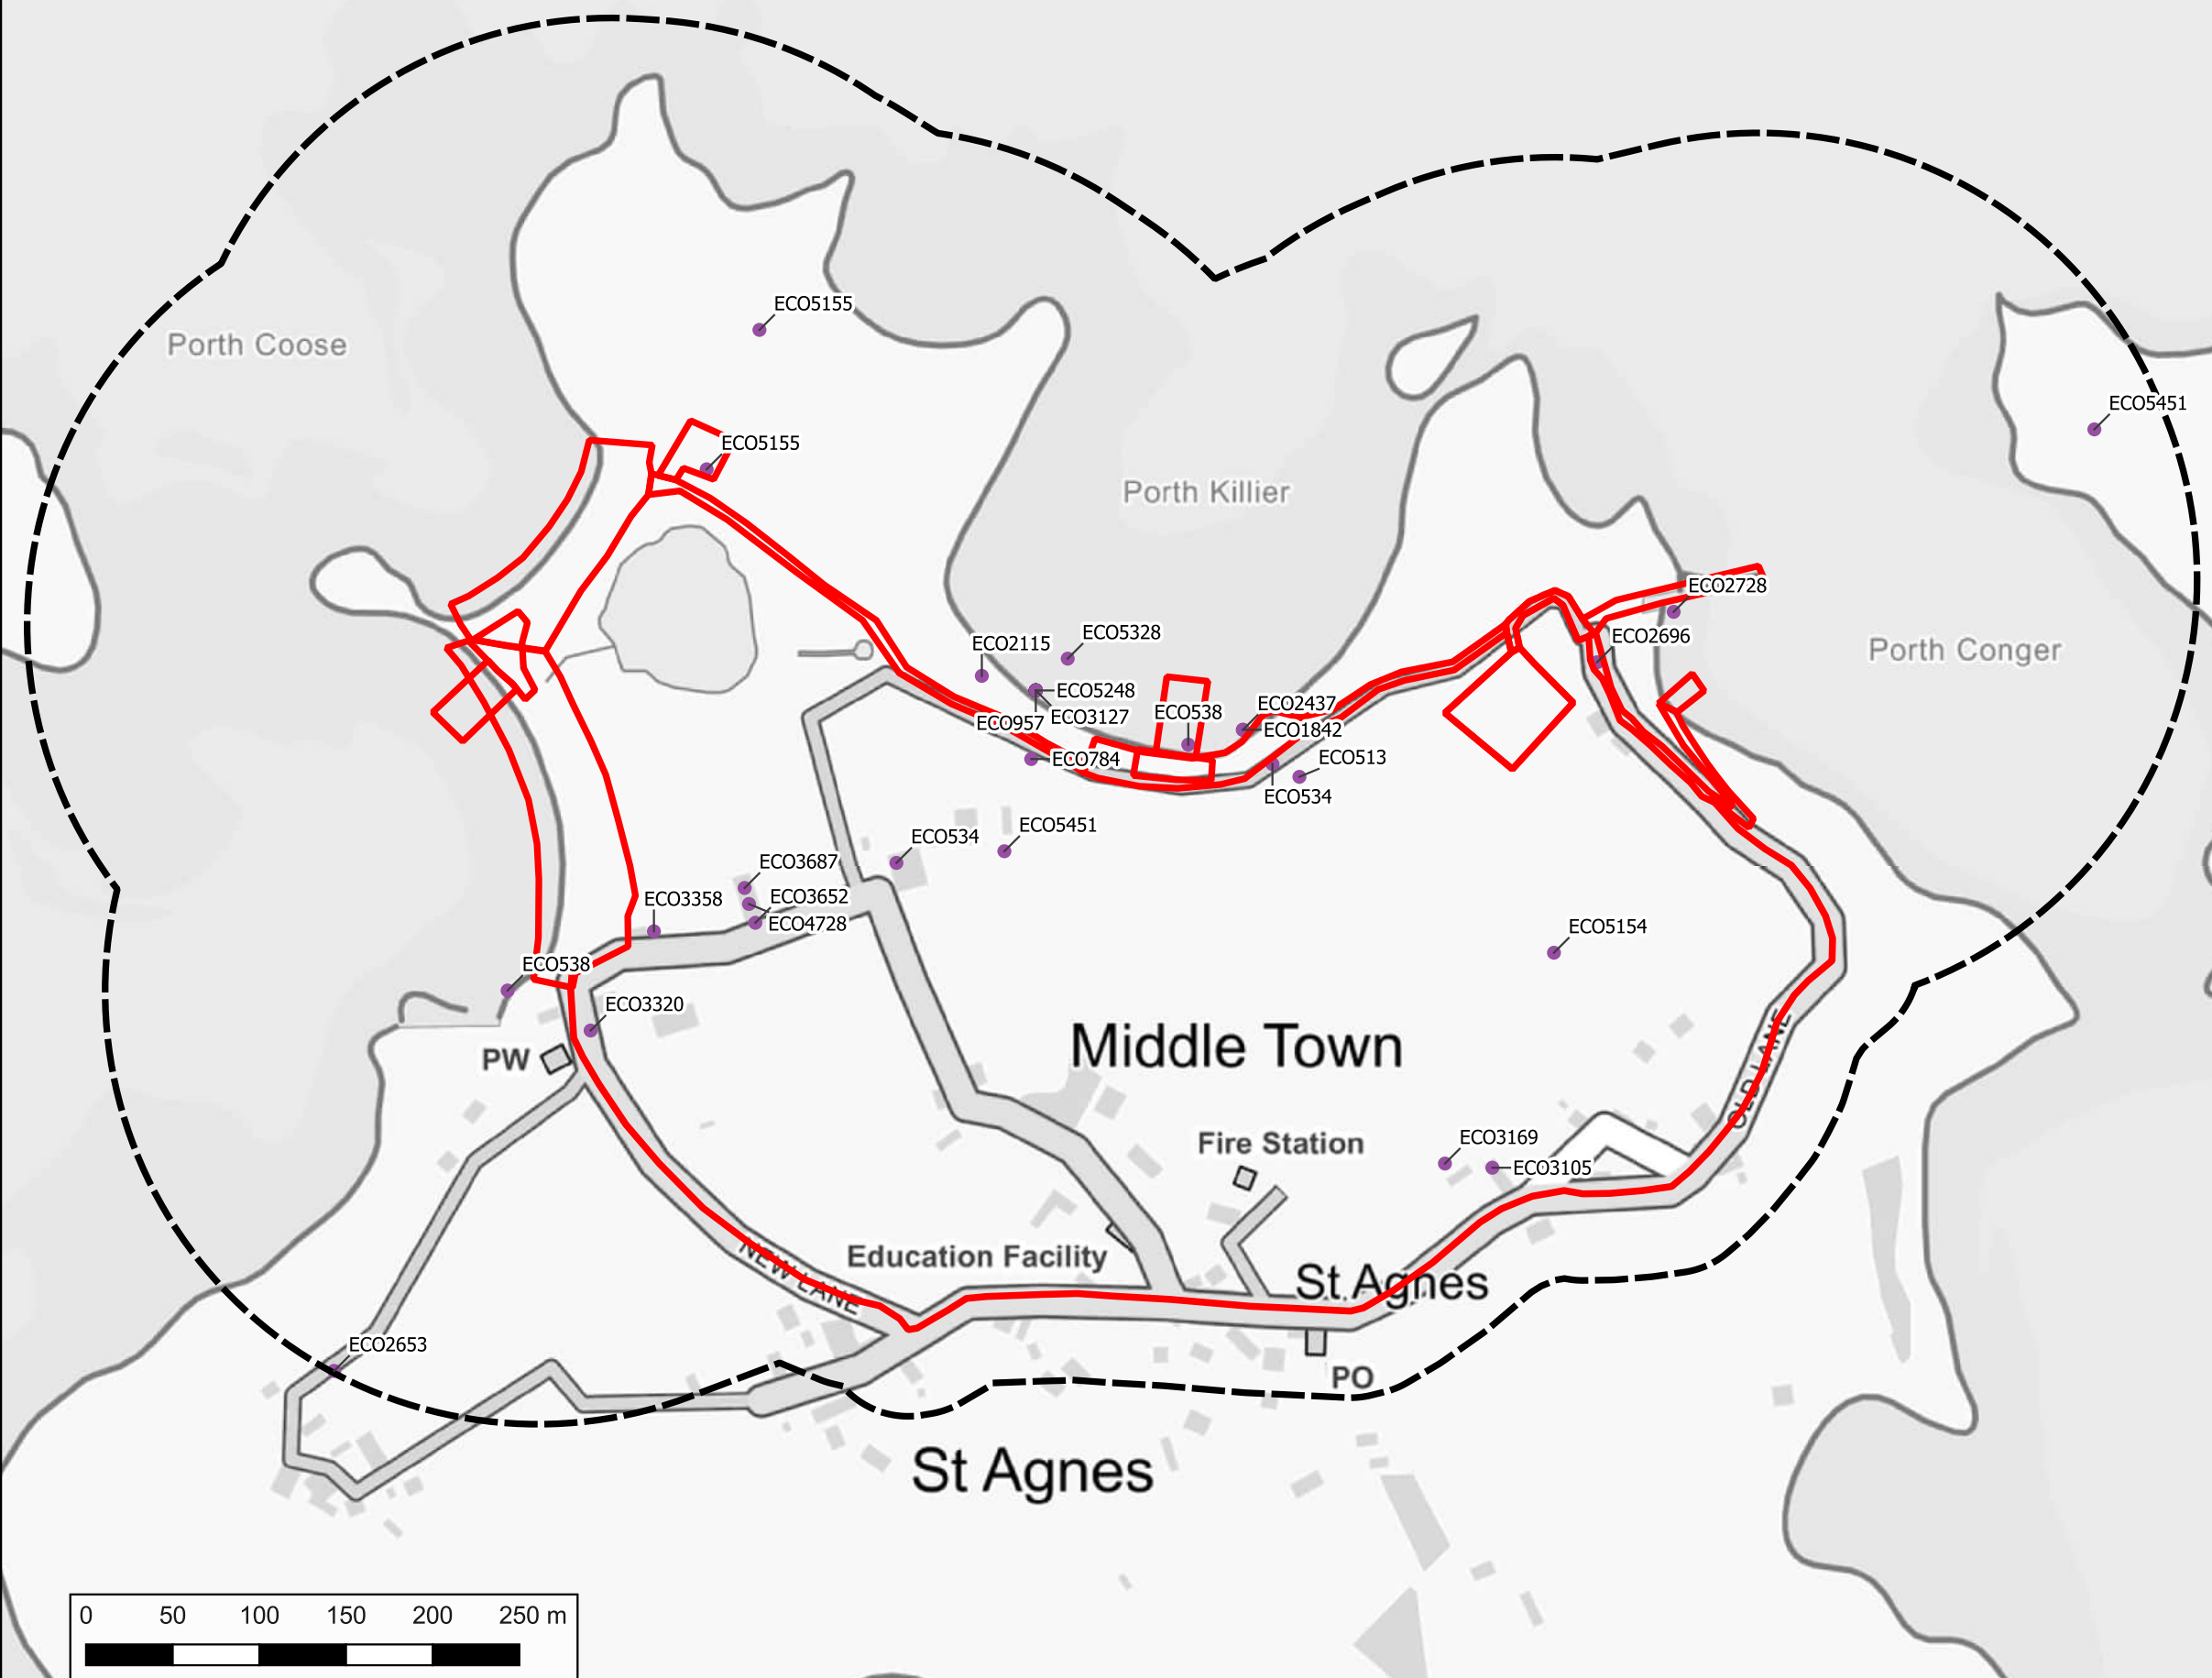 ECO5155
Porth Coose
ECO5451
ECO5155
Porth Killier
ECO2728
ECO2696
Porth Conger
ECO5328
ECO2115
ECO5248
ECO3127
ECO957
ECO538
ECO2437
ECO1842
ECO784
ECO513
ECO534
ECO5451
ECO534
ECO3687
ECO3652
ECO3358
ECO4728
ECO5154
ECO538
ECO3320
PW
Middle Town
OLD LANE
ECO3169
Fire Station
ECO3105
Education Facility
NEW LANE
St Agnes
ECO2653
PO
St Agnes
0 50 100 150 200 250 m